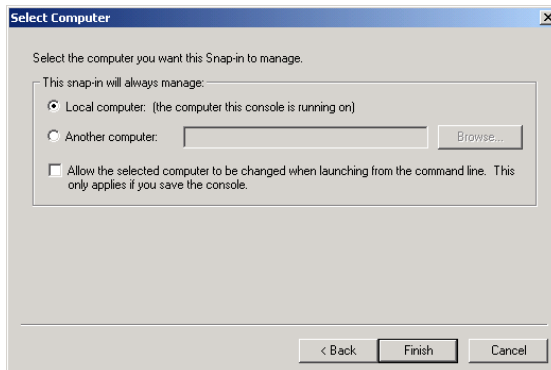 Select Computer
Select the computer you want this Snap-in to manage.
This snap-in will always manage:
Local computer: (the computer this console is running on)
Another computer:
Browse...
Allow the selected computer to be changed when launching from the command line. This
only applies if you save the console.
< Back
Finish
Cancel